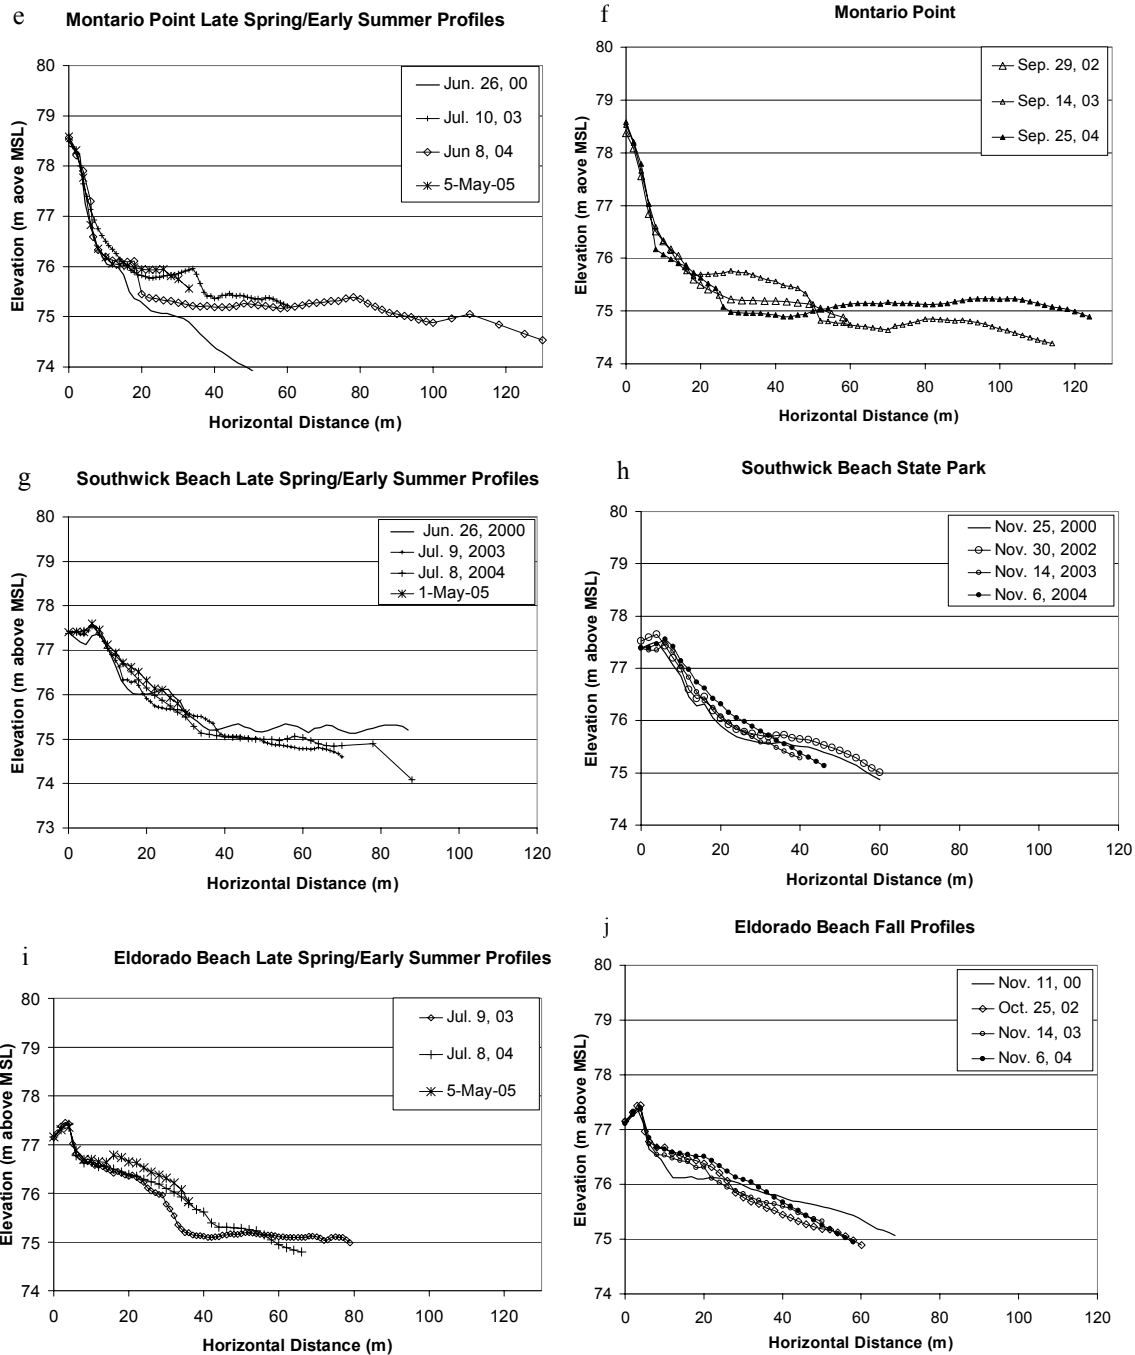 e
Montario Point Late Spring/Early Summer Profiles
80
79
78
77
76
75
74
Elevation (m aove MSL)
Jun. 26, 00
Jul. 10, 03
Jun 8, 04
5-May-05
0 20 40 60 80 100 120
Horizontal Distance (m)
f
Montario Point
80
79
78
77
76
75
74
Elevation (m above MSL)
Sep. 29, 02
Sep. 14, 03
Sep. 25, 04
0 20 40 60 80 100 120
Horizontal Distance (m)
g
Southwick Beach Late Spring/Early Summer Profiles
80
79
78
77
76
75
74
73
Elevation (m above MSL)
Jun. 26, 2000
Jul. 9, 2003
Jul. 8, 2004
1-May-05
0 20 40 60 80 100 120
Horizontal Distance (m)
h
Southwick Beach State Park
80
79
78
77
76
75
74
Elevation (m above MSL)
Nov. 25, 2000
Nov. 30, 2002
Nov. 14, 2003
Nov. 6, 2004
0 20 40 60 80 100 120
Horizontal Distance (m)
i
Eldorado Beach Late Spring/Early Summer Profiles
80
79
78
77
76
75
74
Elevation (m above MSL)
Jul. 9, 03
Jul. 8, 04
5-May-05
0 20 40 60 80 100 120
Horizontal Distance (m)
j
Eldorado Beach Fall Profiles
80
79
78
77
76
75
74
Elevation (m above MSL)
Nov. 11, 00
Oct. 25, 02
Nov. 14, 03
Nov. 6, 04
0 20 40 60 80 100 120
Horizontal Distance (m)